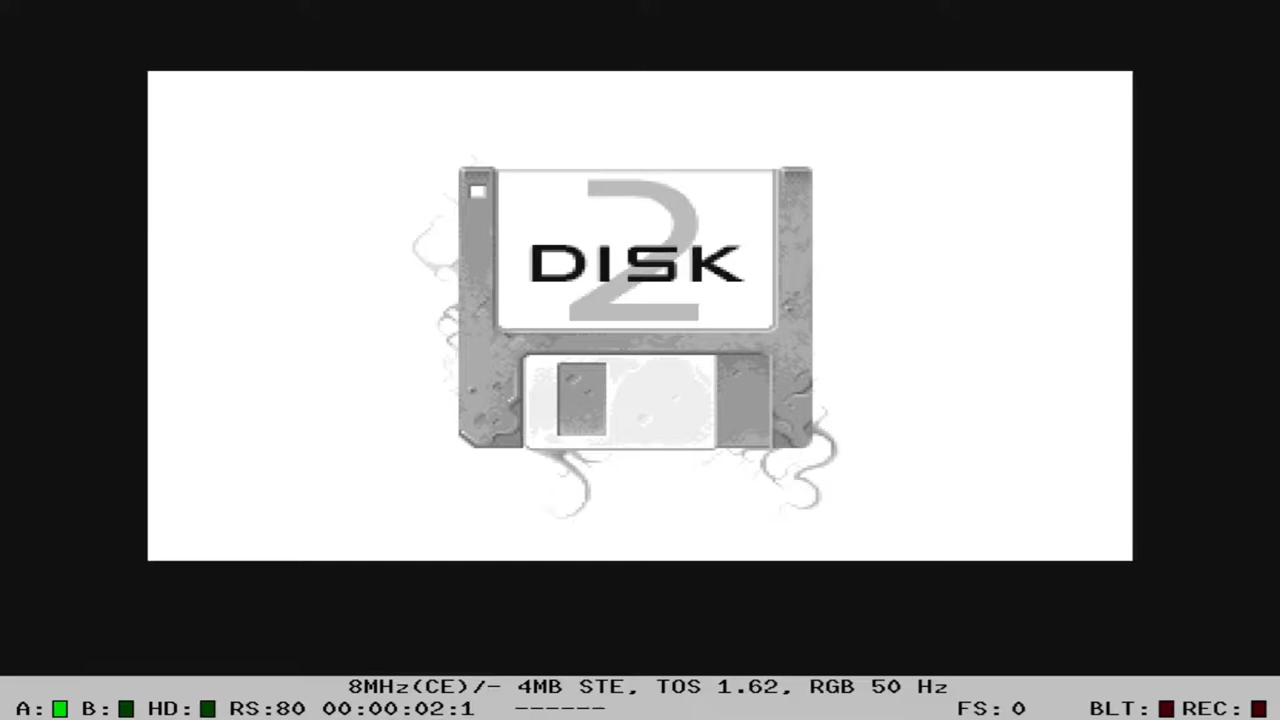 2
DISK
8MHz(CE)/- 4MB STE, TOS 1.62, RGB 50 Hz
A: B: HD: RS:80 00:00:02:1 ------ FS: 0 BLT: REC: